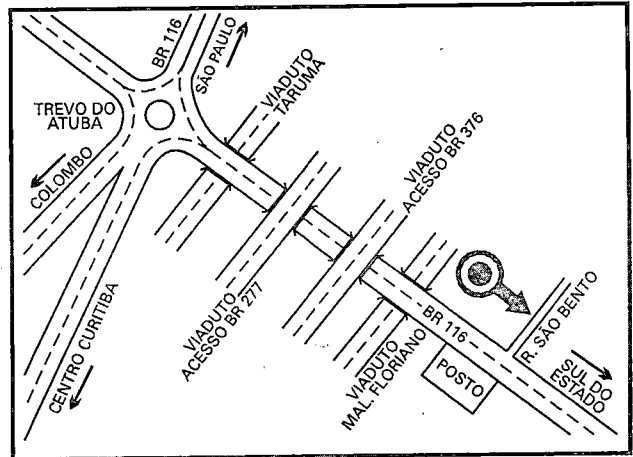 BR 116
SÃO PAULO
TREVO DO
ATUBA
COLOMBO
CENTRO CURITIBA
VIADUTO
TARUMÃ
VIADUTO
ACESSO BR 277
VIADUTO
ACESSO BR 376
VIADUTO
MAL. FLORIANO
BR 116
POSTO
R. SÃO BENTO
SUL DO
ESTADO